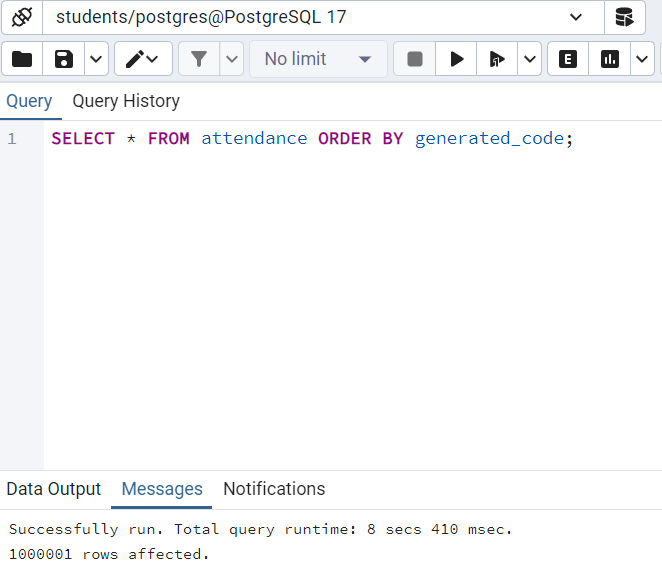 students/postgres@PostgreSQL 17
No limit
E
Query Query History
1 SELECT * FROM attendance ORDER BY generated_code;
Data Output Messages Notifications
Successfully run. Total query runtime: 8 secs 410 msec.
1000001 rows affected.